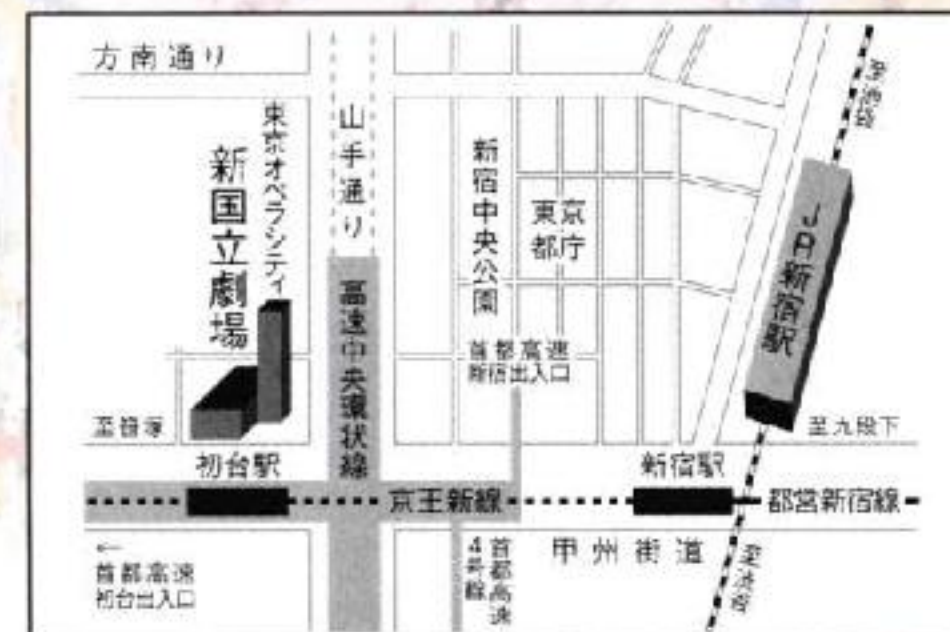 方南通り
東京オペラシティ
新国立劇場
山手通り
高速中央環状線
新宿中央公園
東京
都庁
首都高速
新宿出入口
至池袋
JR新宿駅
至笹塚
至九段下
初台駅
新宿駅
京王新線
都営新宿線
←
首都高速
初台出入口
首都高速
4号線
甲州街道
至渋谷